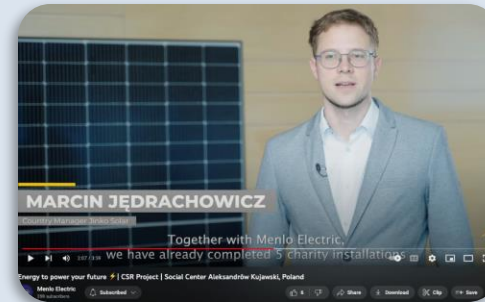 MARCIN JĘDRACHOWICZ
Country Manager Jinko Solar
Together with Menlo Electric,
we have already completed 5 charity installations
Energy to power your future ⚡ | CSR Project | Social Center Aleksandrów Kujawski, Poland
Menlo Electric
Subscribed
Share
Download
Clip
Save